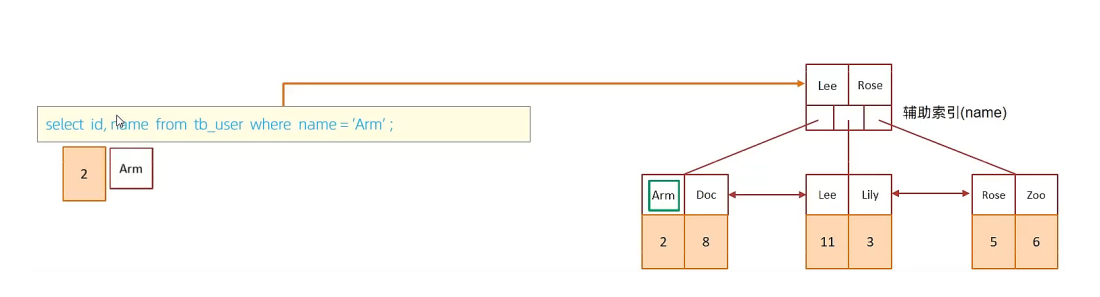 Lee Rose
辅助索引(name)
select id, name from tb_user where name = 'Arm' ;
2 Arm
Arm Doc Lee Lily Rose Zoo
2 8 11 3 5 6